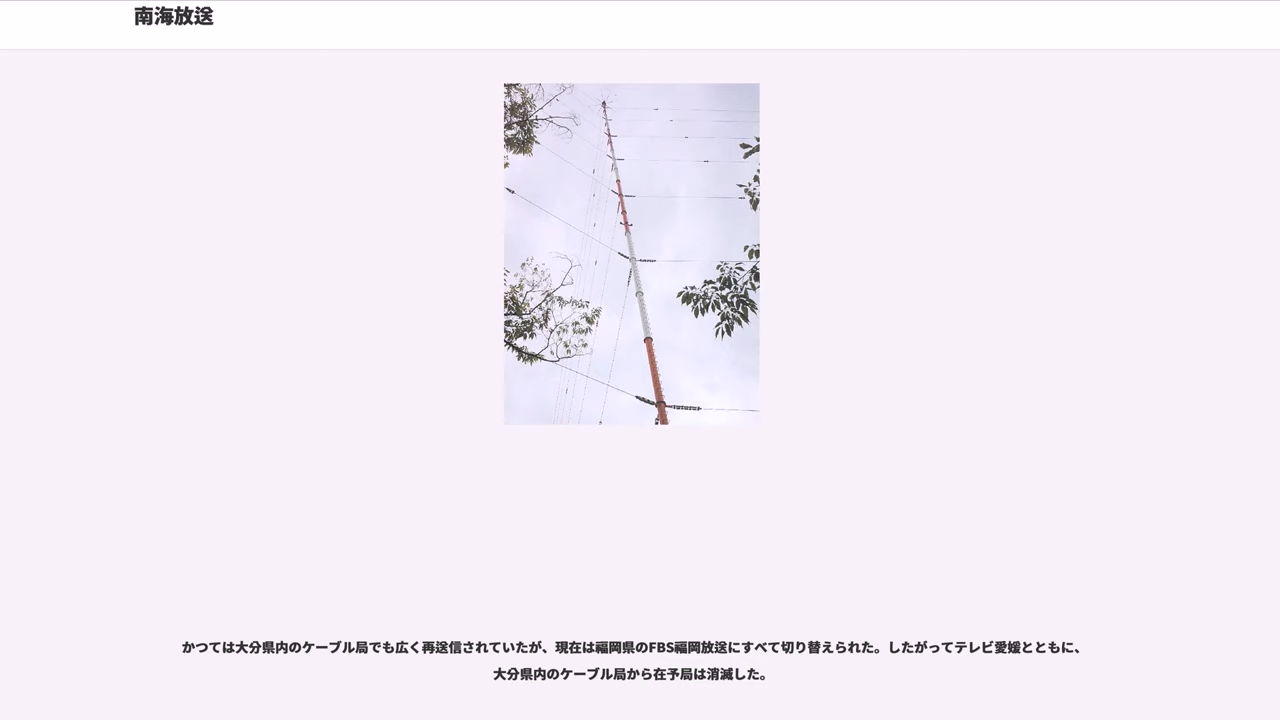 南海放送
かつては大分県内のケーブル局でも広く再送信されていたが、現在は福岡県のFBS福岡放送にすべて切り替えられた。したがってテレビ愛媛とともに、
大分県内のケーブル局から在予局は消滅した。